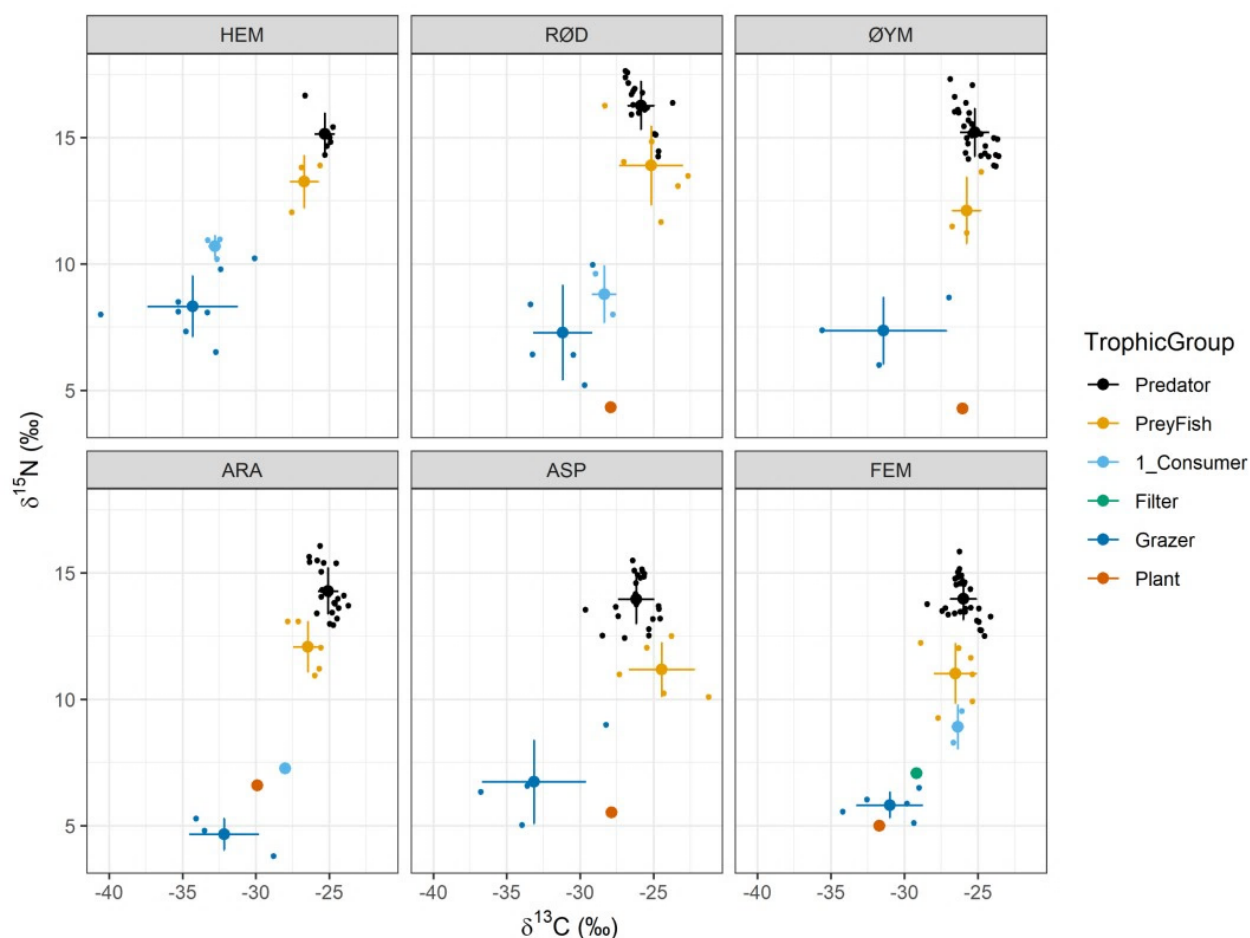 HEM RØD ØYM
15
10
5
ARA ASP FEM
15
10
5
-40 -35 -30 -25 -40 -35 -30 -25 -40 -35 -30 -25
δ¹³C (‰)
δ¹⁵N (‰)
TrophicGroup
Predator
PreyFish
1_Consumer
Filter
Grazer
Plant